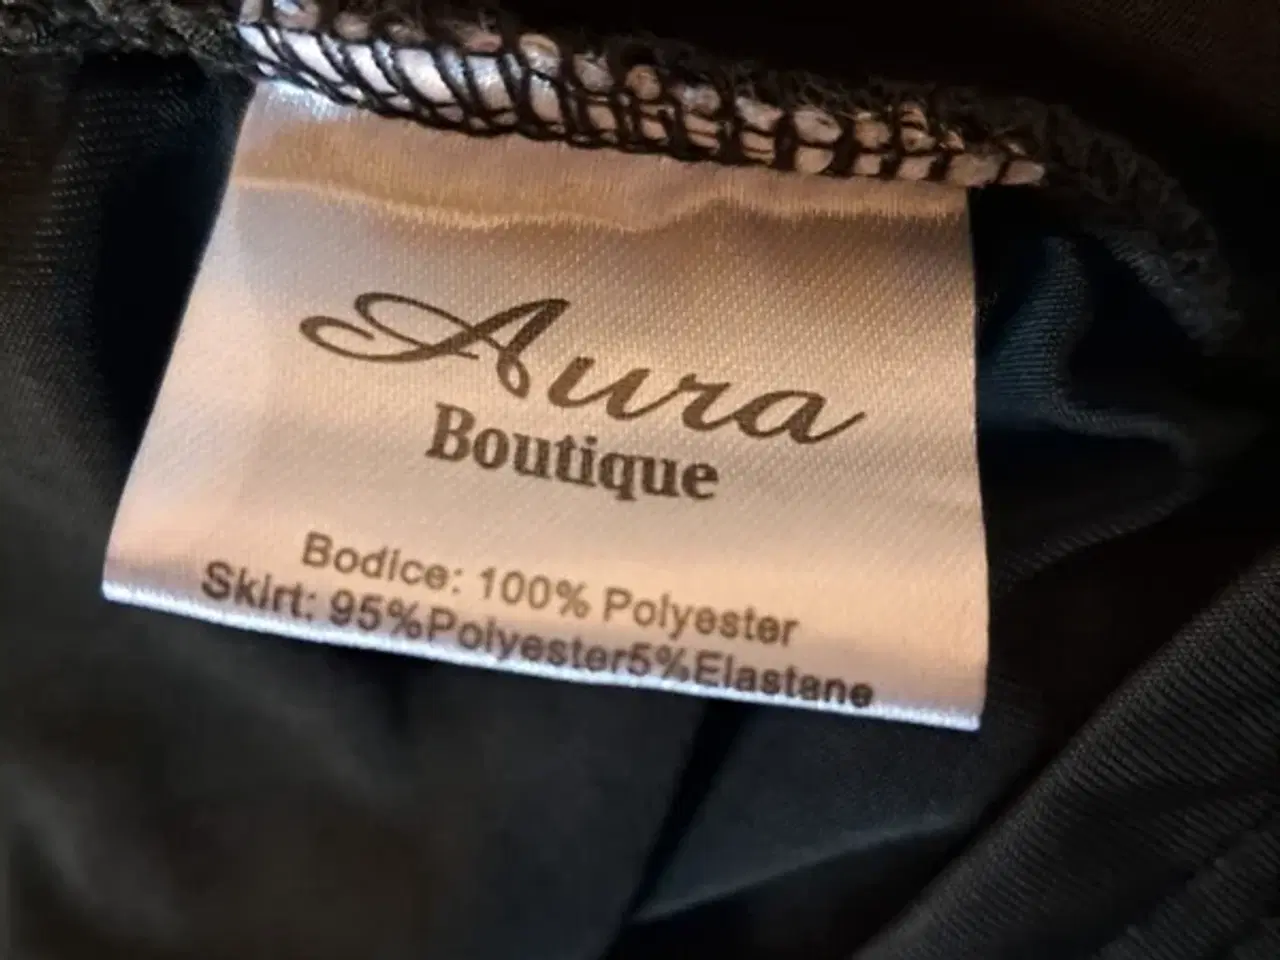 Aura
Boutique
Bodice: 100% Polyester
Skirt: 95%Polyester5%Elastane